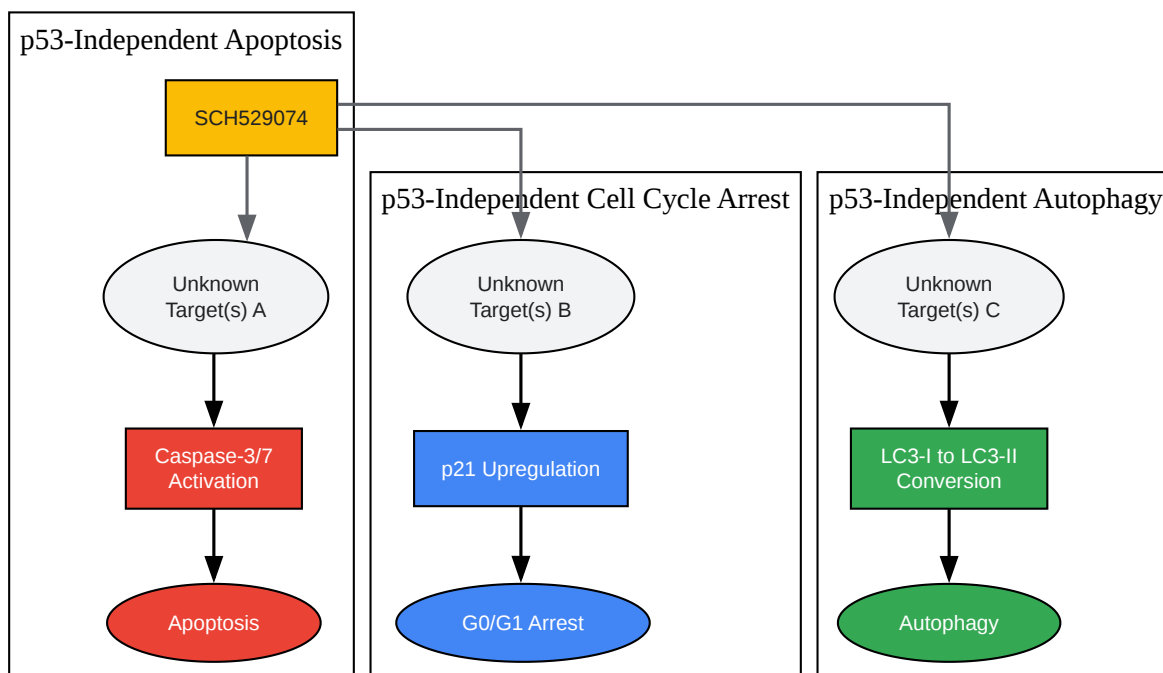 p53-Independent Apoptosis
SCH529074
p53-Independent Cell Cycle Arrest
p53-Independent Autophagy
Unknown
Target(s) A
Unknown
Target(s) B
Unknown
Target(s) C
Caspase-3/7
Activation
p21 Upregulation
LC3-I to LC3-II
Conversion
Apoptosis
G0/G1 Arrest
Autophagy